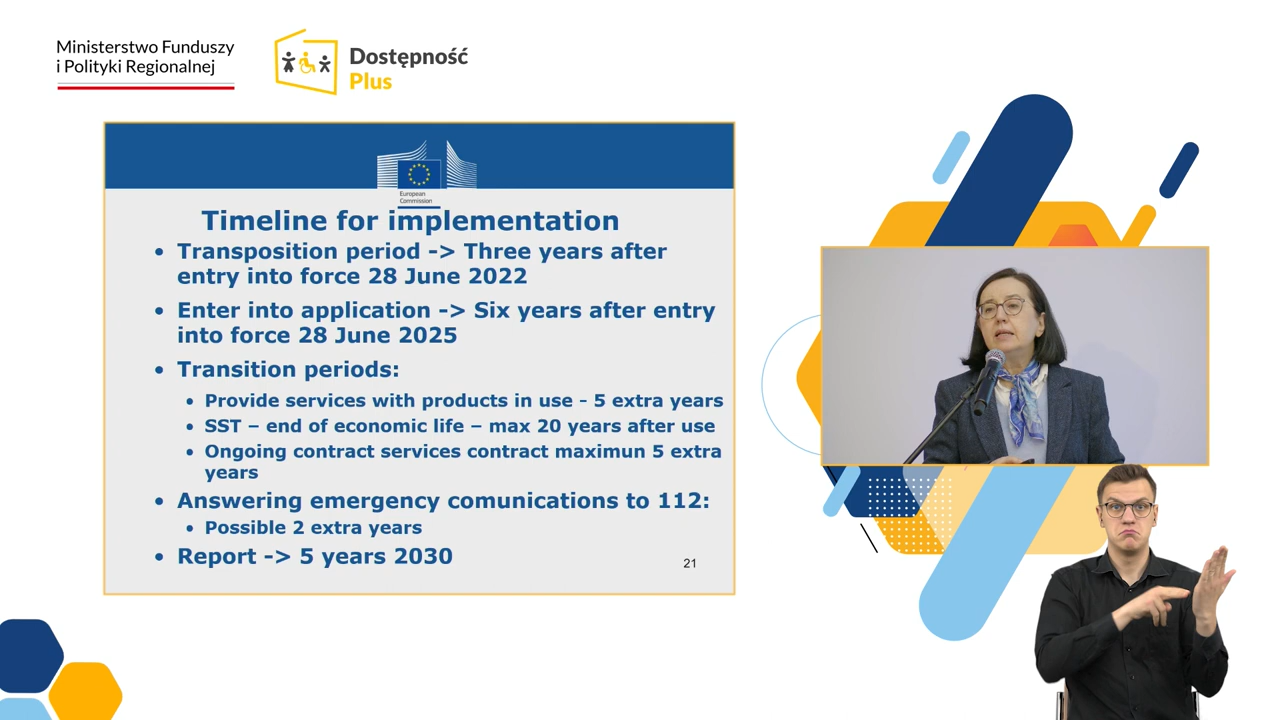 Ministerstwo Funduszy
i Polityki Regionalnej
Dostępność
Plus
European
Commission
Timeline for implementation
• Transposition period -> Three years after
entry into force 28 June 2022
• Enter into application -> Six years after entry
into force 28 June 2025
• Transition periods:
• Provide services with products in use - 5 extra years
• SST – end of economic life – max 20 years after use
• Ongoing contract services contract maximun 5 extra
years
• Answering emergency comunications to 112:
• Possible 2 extra years
• Report -> 5 years 2030
21